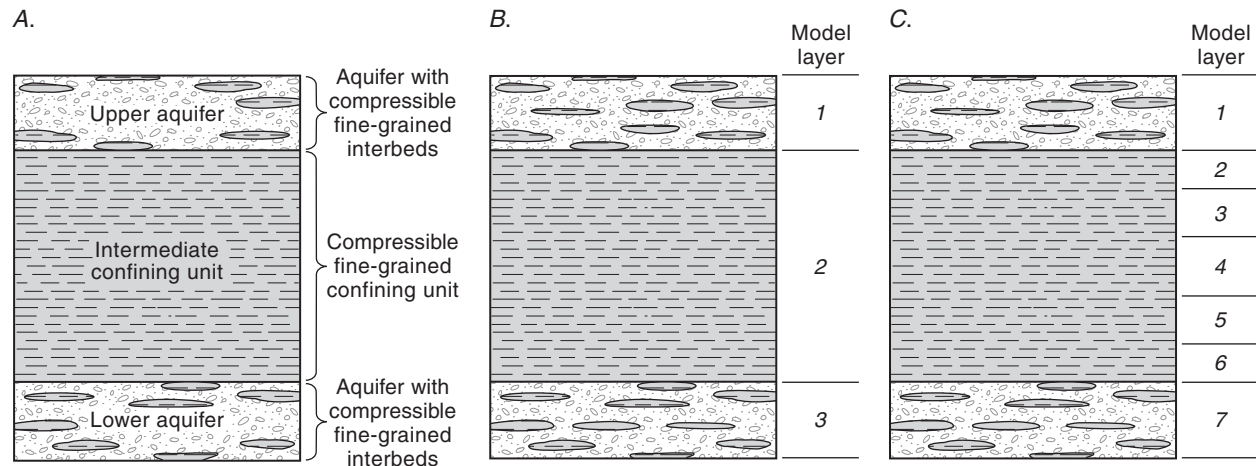 A.
Upper aquifer
Intermediate
confining unit
Lower aquifer
Aquifer with
compressible
fine-grained
interbeds
Compressible
fine-grained
confining unit
Aquifer with
compressible
fine-grained
interbeds
B.
Model
layer
1
2
3
C.
Model
layer
1
2
3
4
5
6
7